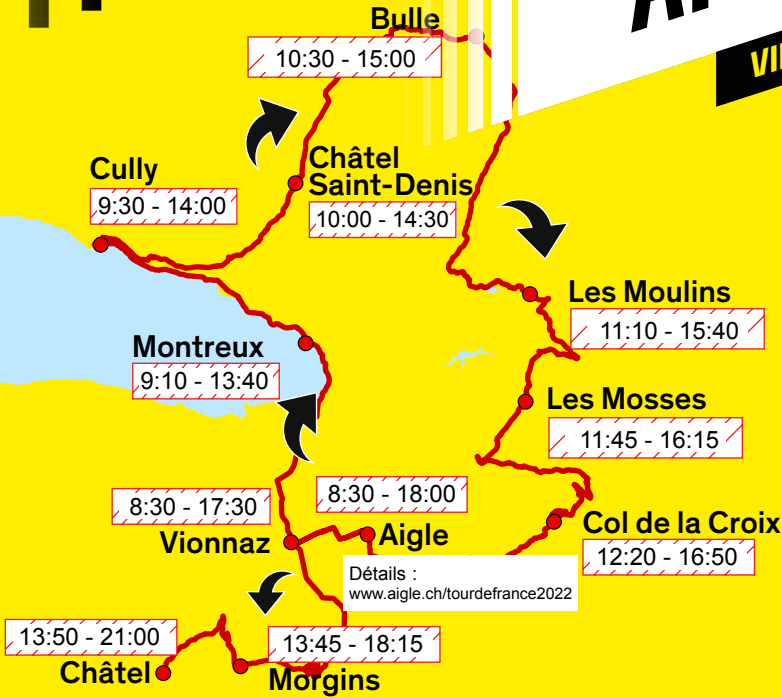 Bulle
10:30 - 15:00
Cully
9:30 - 14:00
Châtel
Saint-Denis
10:00 - 14:30
Les Moulins
11:10 - 15:40
Montreux
9:10 - 13:40
Les Mosses
11:45 - 16:15
8:30 - 17:30
Vionnaz
8:30 - 18:00
Aigle
Col de la Croix
12:20 - 16:50
Détails :
www.aigle.ch/tourdefrance2022
13:50 - 21:00
Châtel
13:45 - 18:15
Morgins